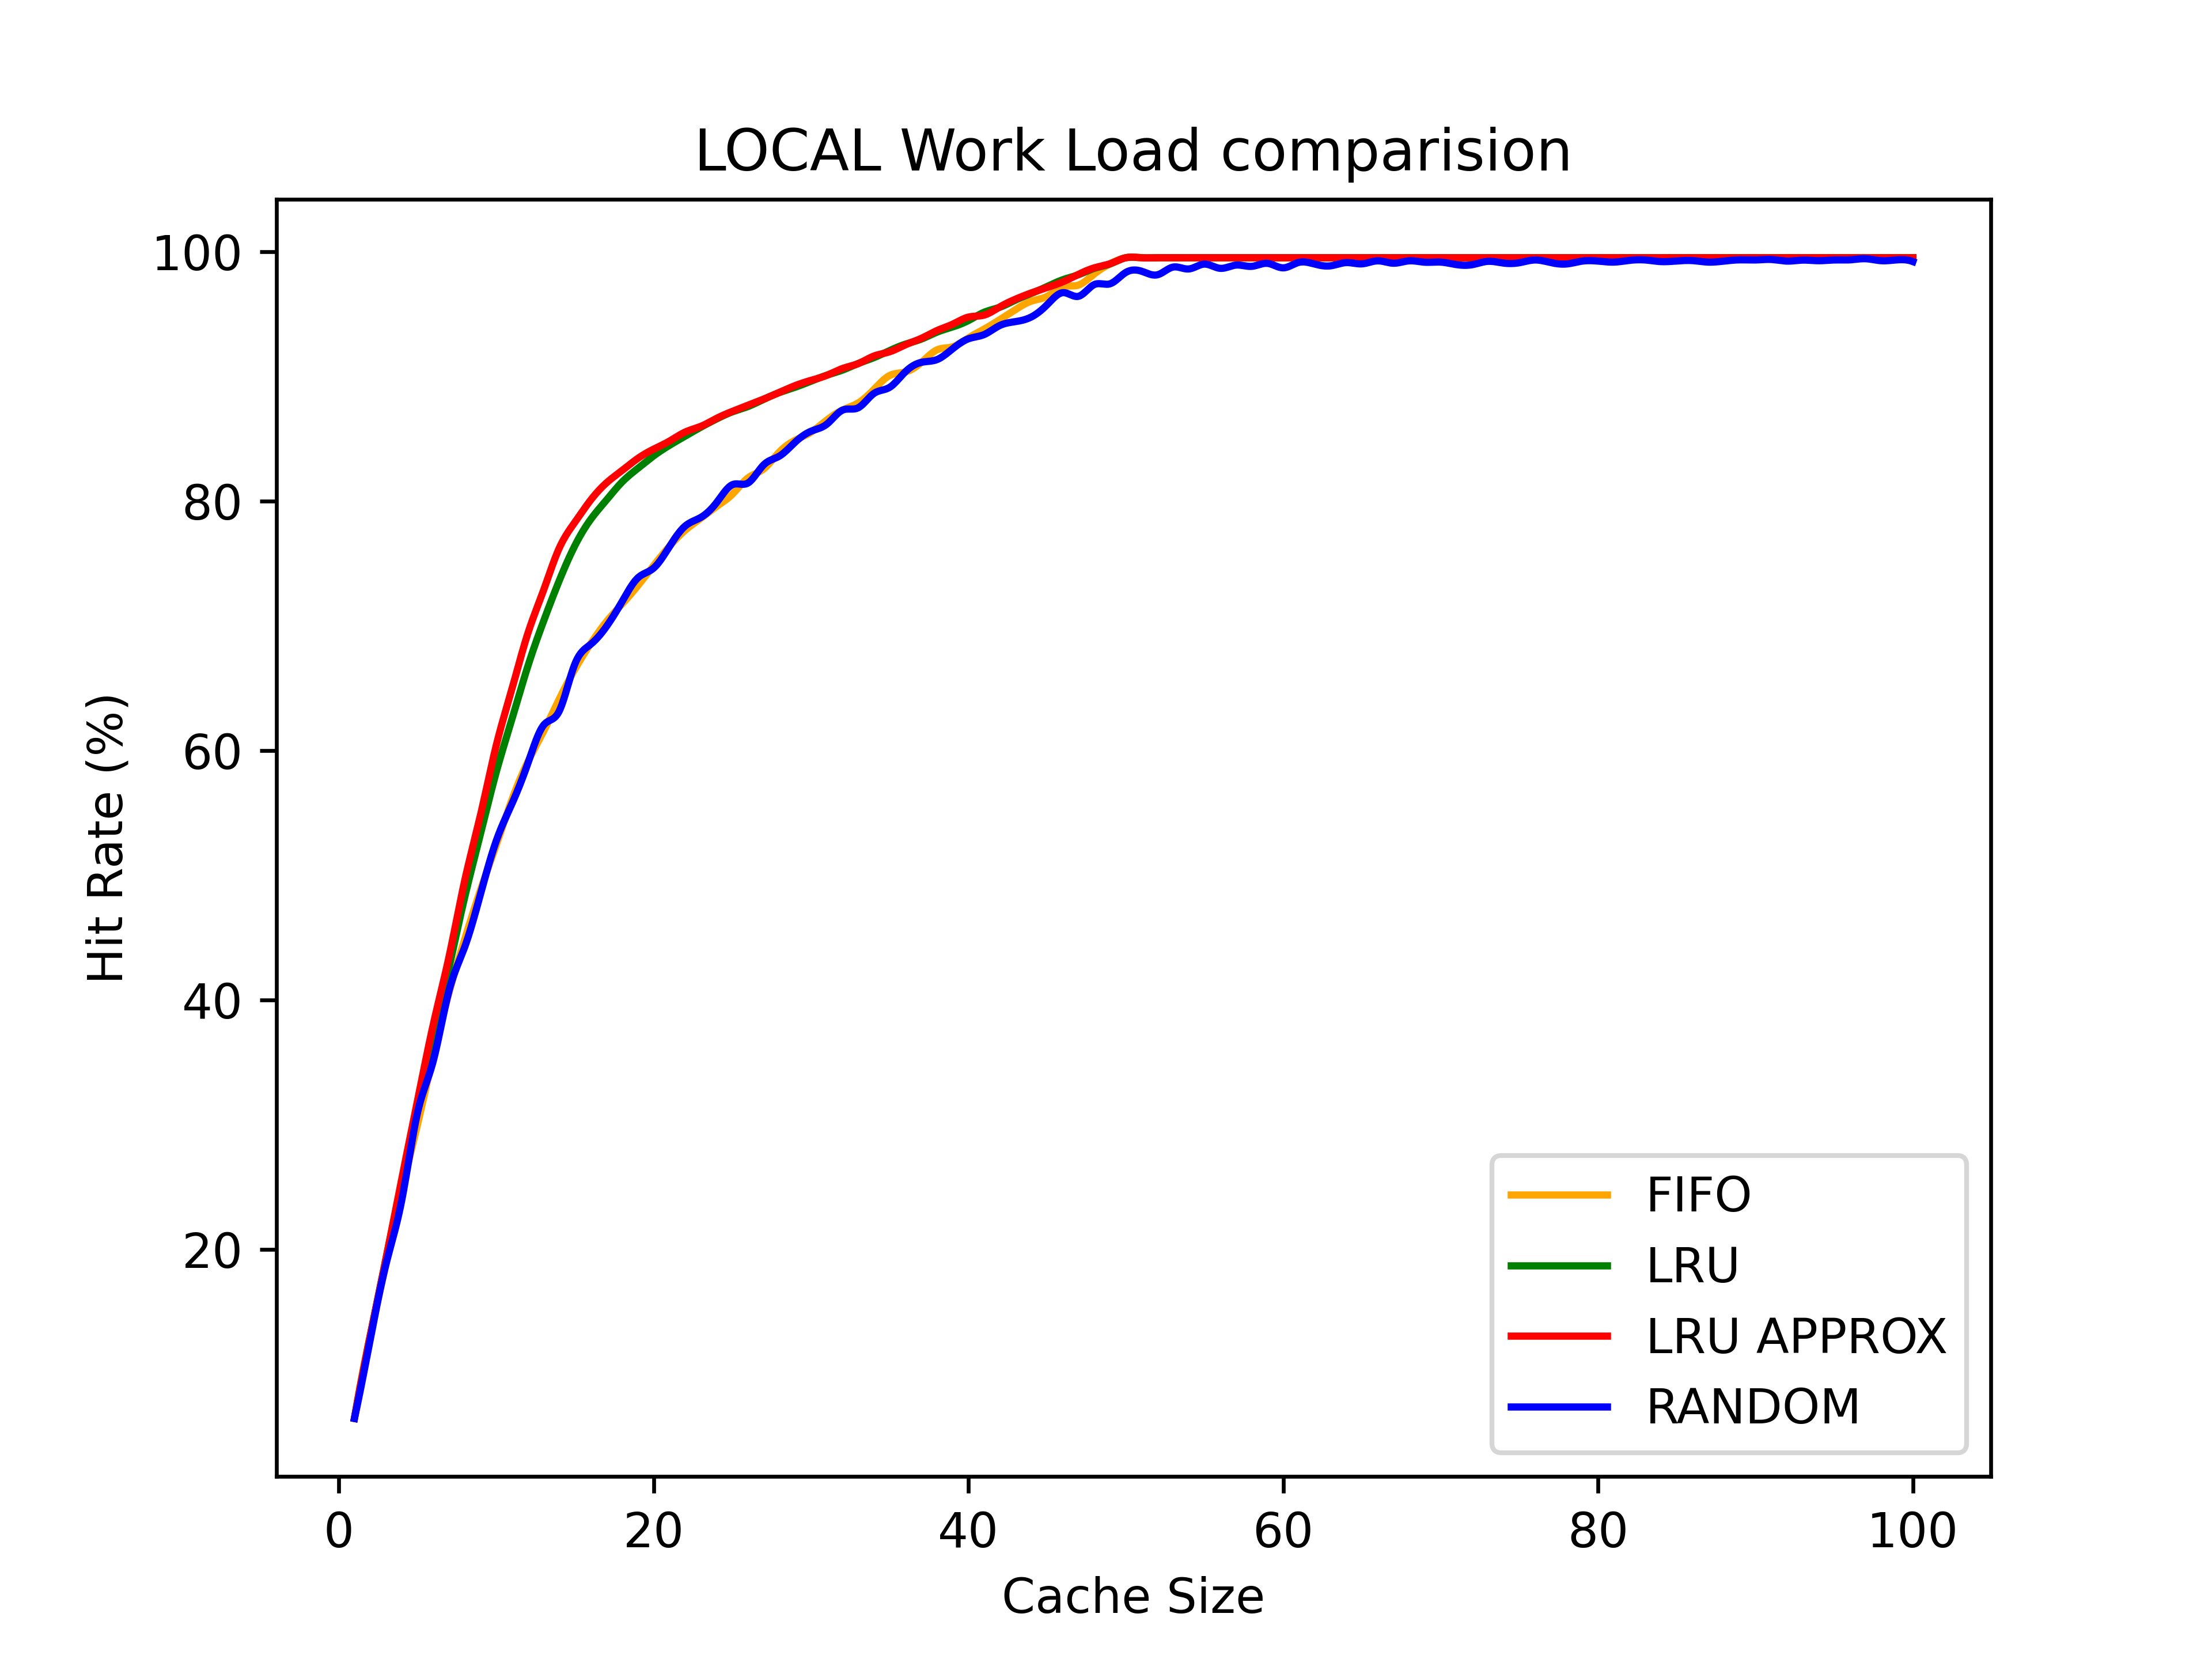 LOCAL Work Load comparision
100
80
60
40
20
Hit Rate (%)
0 20 40 60 80 100
Cache Size
FIFO
LRU
LRU APPROX
RANDOM